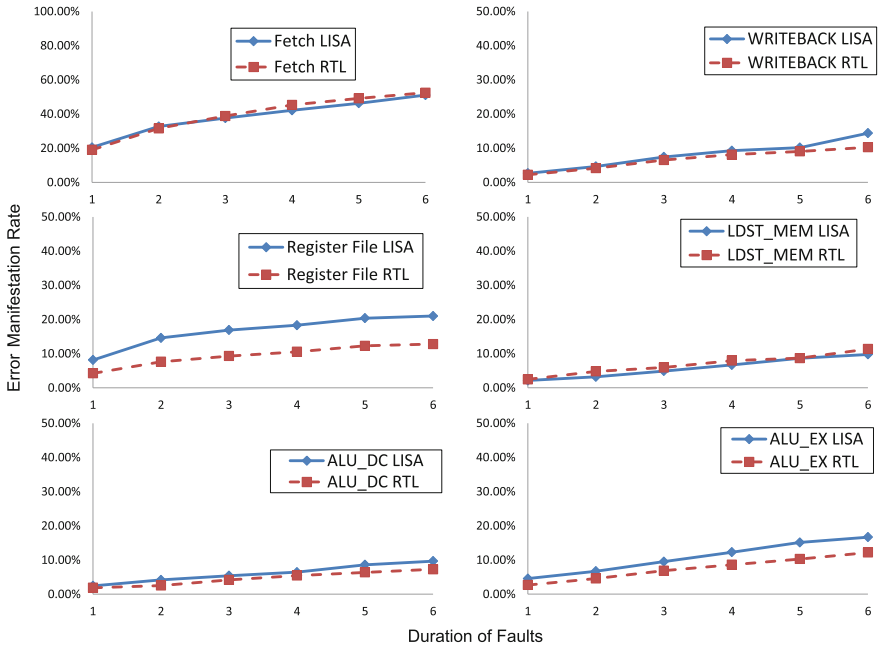 Error Manifestation Rate
100.00%
80.00%
60.00%
40.00%
20.00%
0.00%
Fetch LISA
Fetch RTL
1 2 3 4 5 6
50.00%
40.00%
30.00%
20.00%
10.00%
0.00%
WRITEBACK LISA
WRITEBACK RTL
1 2 3 4 5 6
50.00%
40.00%
30.00%
20.00%
10.00%
0.00%
Register File LISA
Register File RTL
1 2 3 4 5 6
50.00%
40.00%
30.00%
20.00%
10.00%
0.00%
LDST_MEM LISA
LDST_MEM RTL
1 2 3 4 5 6
50.00%
40.00%
30.00%
20.00%
10.00%
0.00%
ALU_DC LISA
ALU_DC RTL
1 2 3 4 5 6
50.00%
40.00%
30.00%
20.00%
10.00%
0.00%
ALU_EX LISA
ALU_EX RTL
1 2 3 4 5 6
Duration of Faults